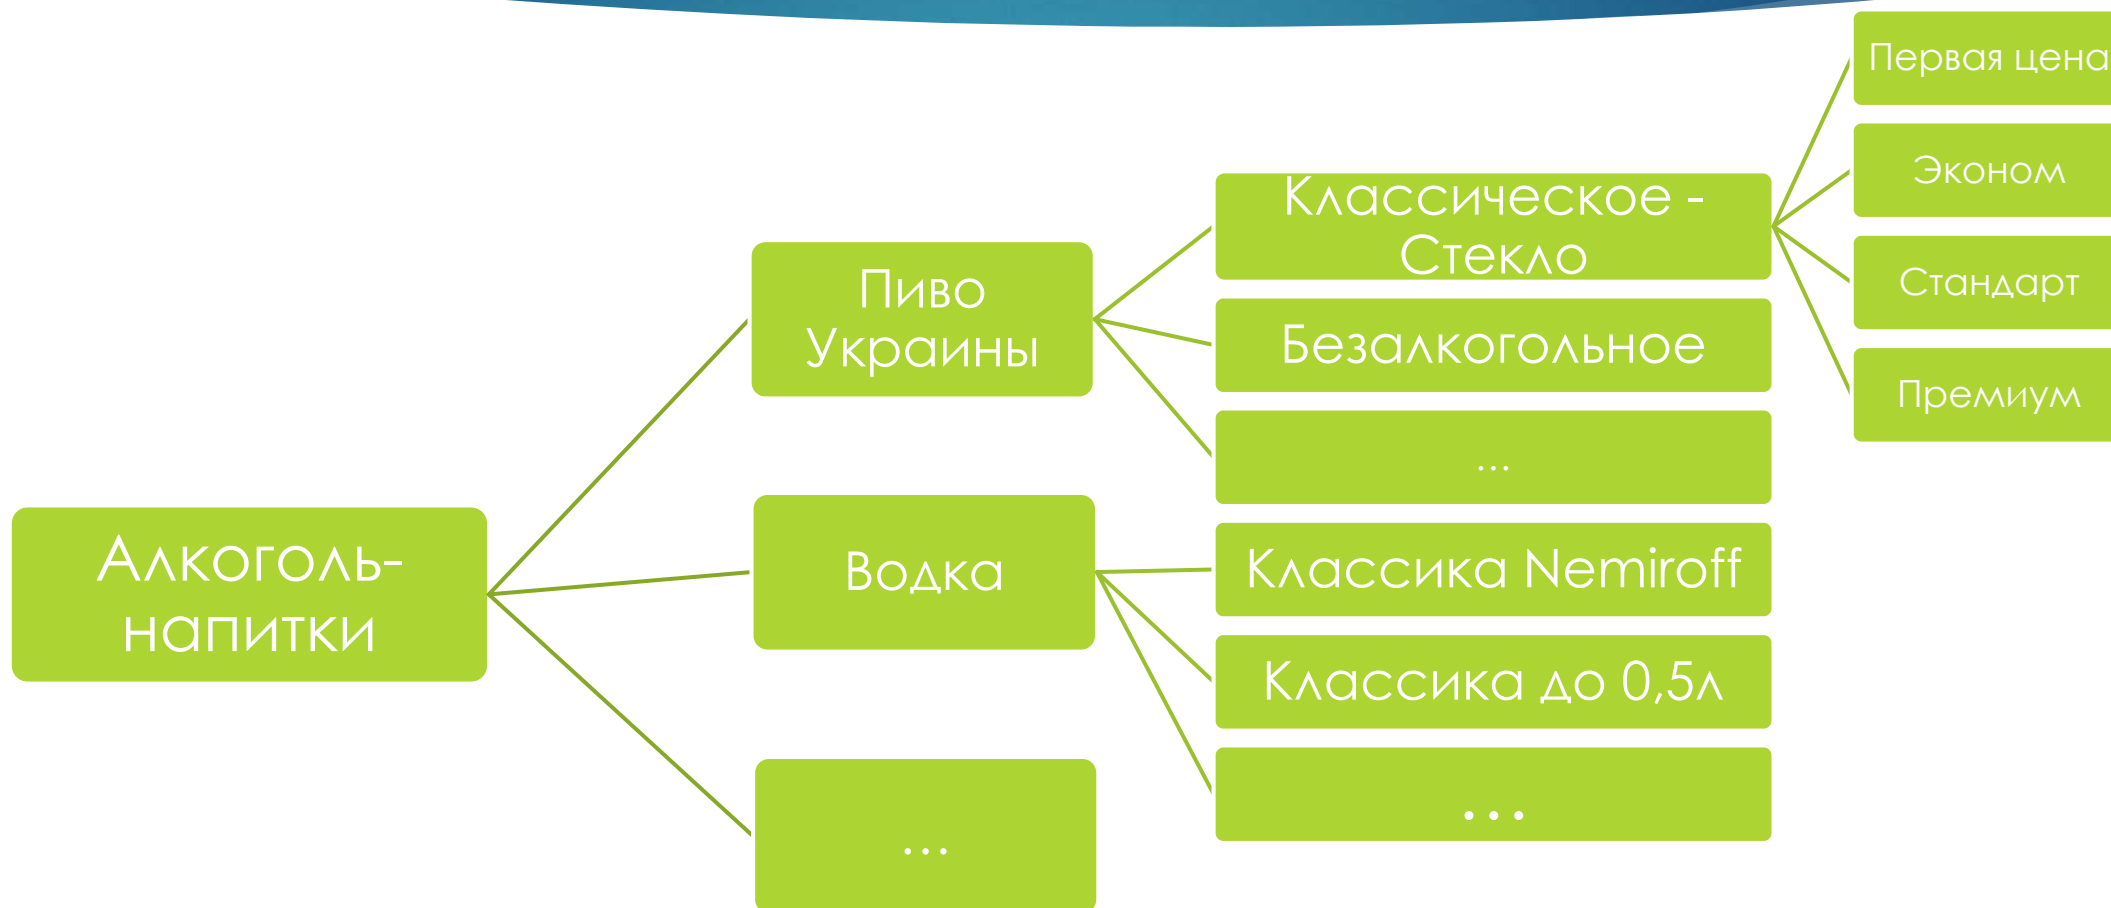 Алкоголь-
напитки
Пиво
Украины
Водка
...
Классическое -
Стекло
Безалкогольное
...
Классика Nemiroff
Классика до 0,5л
...
Первая цена
Эконом
Стандарт
Премиум